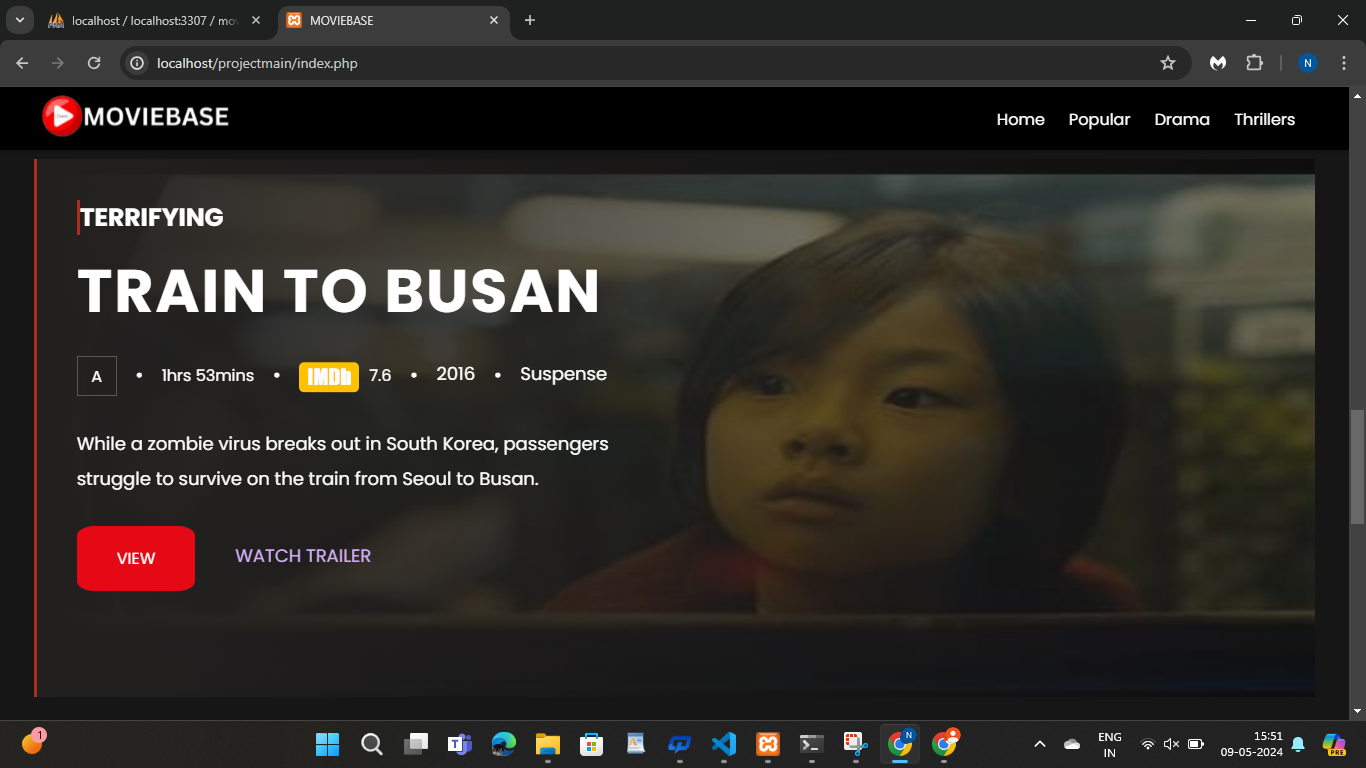 localhost / localhost:3307 / mov
MOVIEBASE
localhost/projectmain/index.php
N
MOVIEBASE
Home Popular Drama Thrillers
TERRIFYING
TRAIN TO BUSAN
A • 1hrs 53mins • IMDb 7.6 • 2016 • Suspense
While a zombie virus breaks out in South Korea, passengers
struggle to survive on the train from Seoul to Busan.
VIEW WATCH TRAILER
1
N
ENG
IN
15:51
09-05-2024
PRE